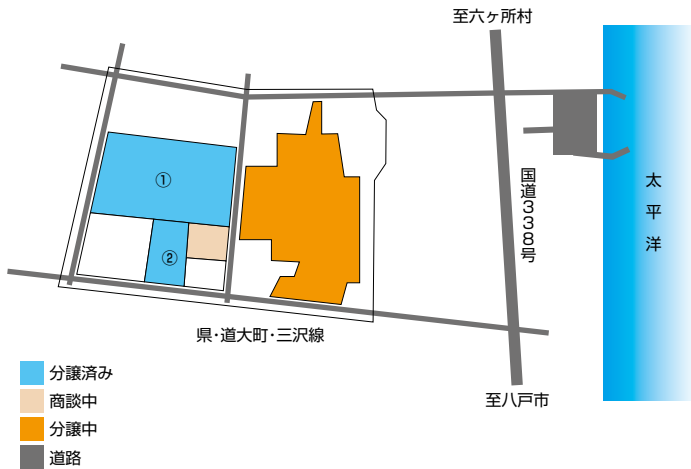 至六ヶ所村
①
②
国道338号
太平洋
県・道大町・三沢線
至八戸市
分譲済み
商談中
分譲中
道路